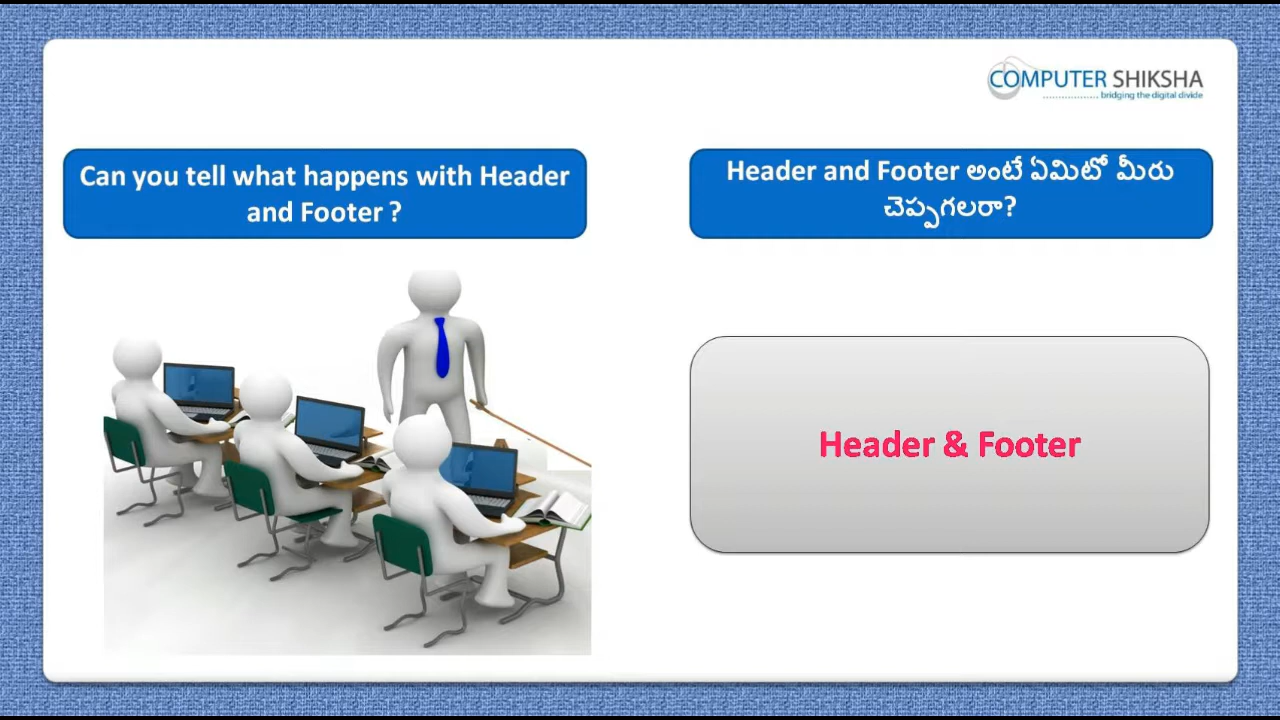 COMPUTER SHIKSHA
bridging the digital divide
Can you tell what happens with Header
and Footer ?
Header and Footer అంటే ఏమిటో మీరు
చెప్పగలరా?
Header & Footer